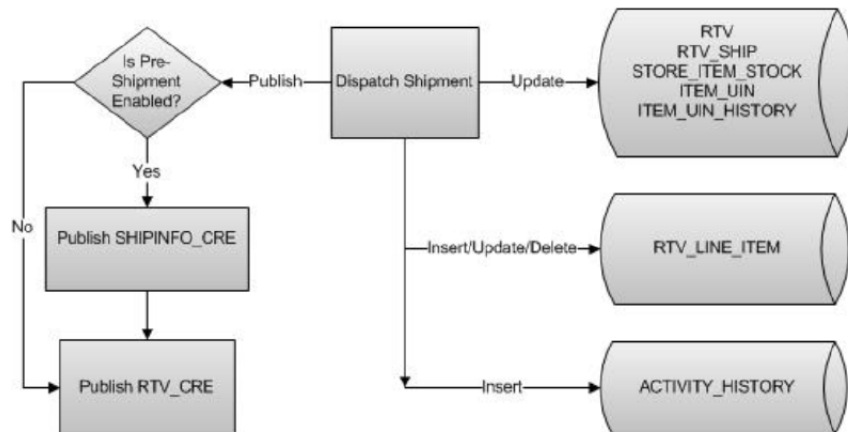 Is Pre-
Shipment
Enabled?
Publish
Dispatch Shipment
Update
RTV
RTV_SHIP
STORE_ITEM_STOCK
ITEM_UIN
ITEM_UIN_HISTORY
Yes
No
Publish SHIPINFO_CRE
Insert/Update/Delete
RTV_LINE_ITEM
Publish RTV_CRE
Insert
ACTIVITY_HISTORY